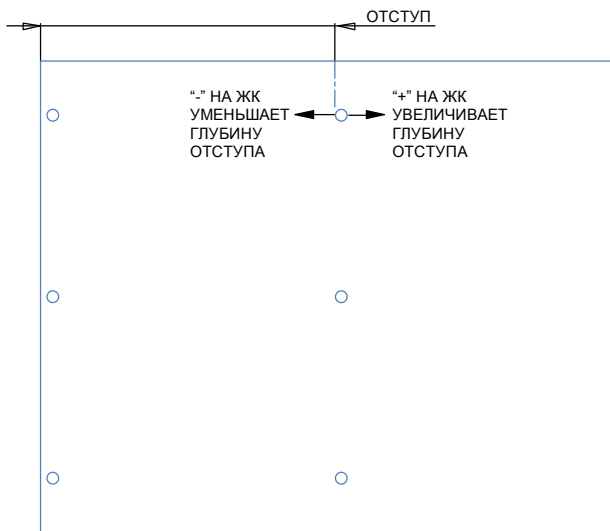 ОТСТУП
“-” НА ЖК
УМЕНЬШАЕТ
ГЛУБИНУ
ОТСТУПА
“+” НА ЖК
УВЕЛИЧИВАЕТ
ГЛУБИНУ
ОТСТУПА